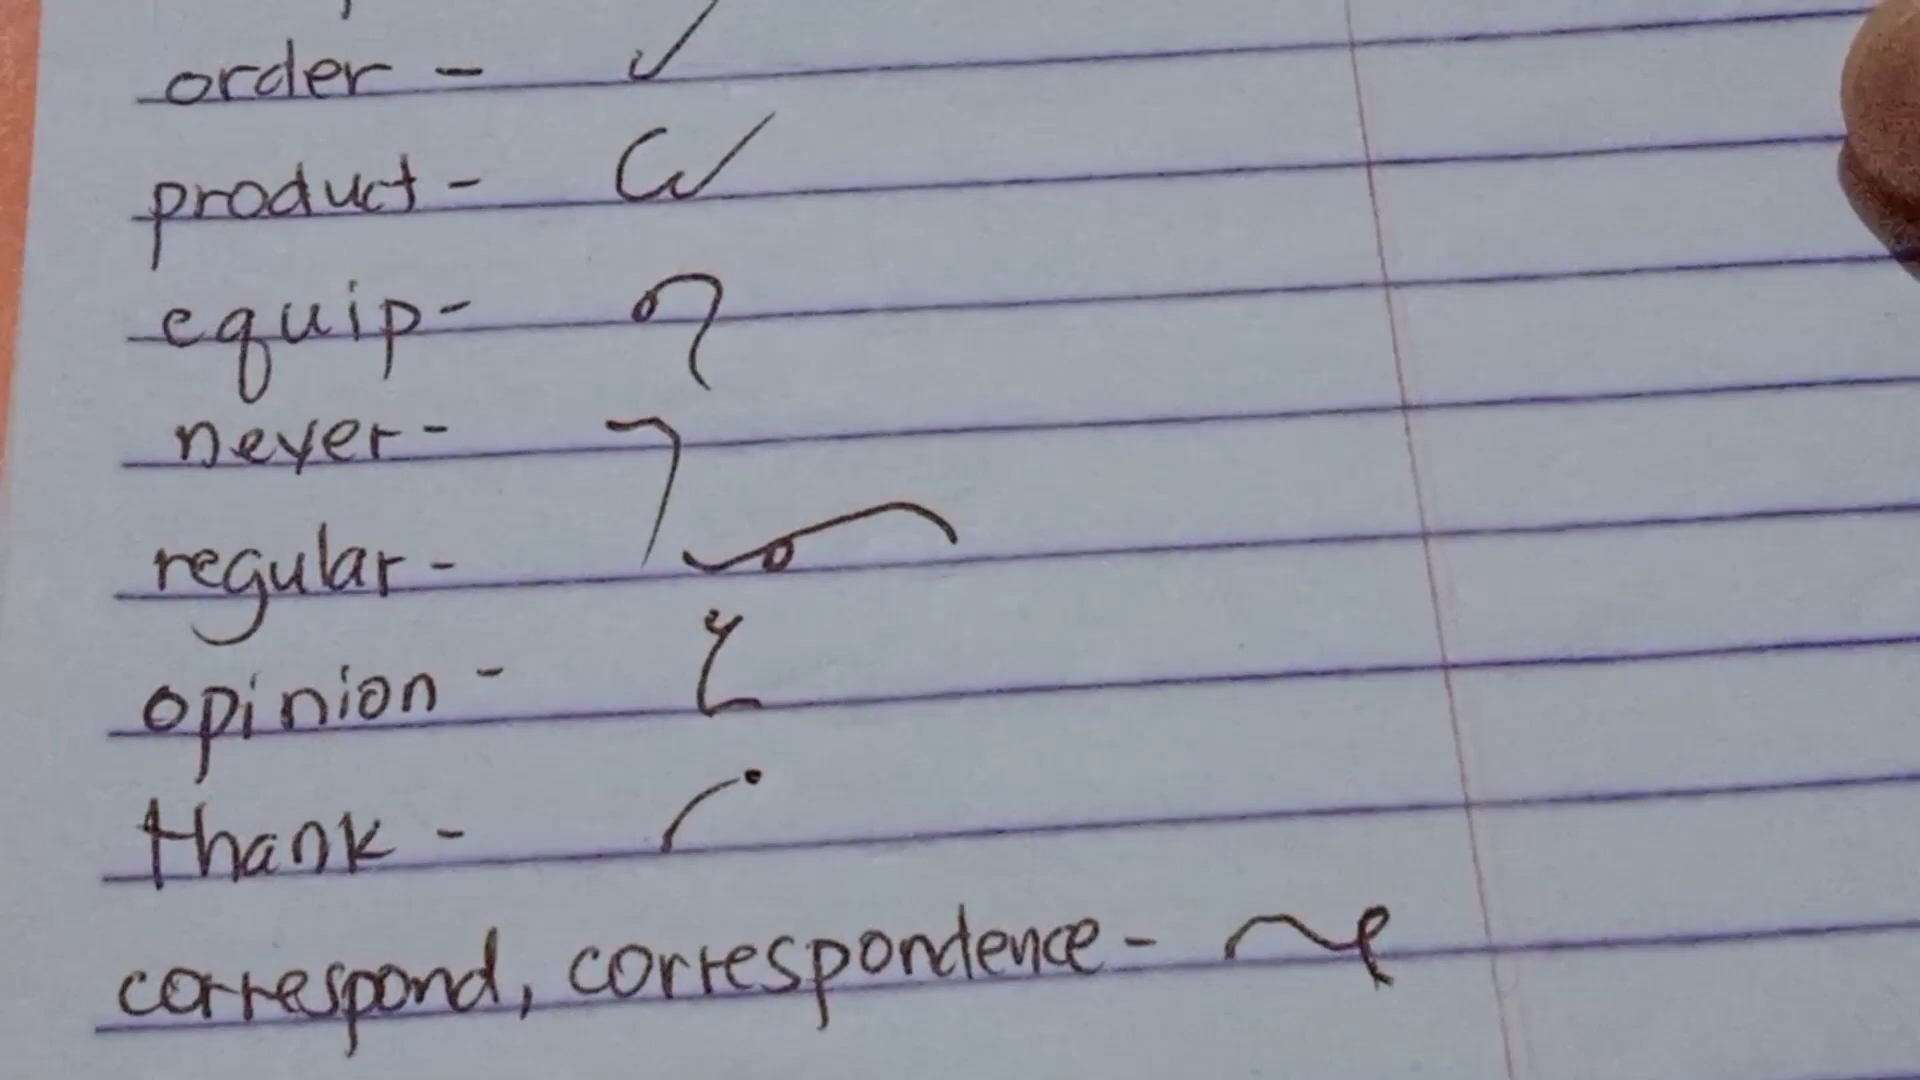 order -
product -
equip -
never -
regular -
opinion -
thank -
correspond, correspondence -